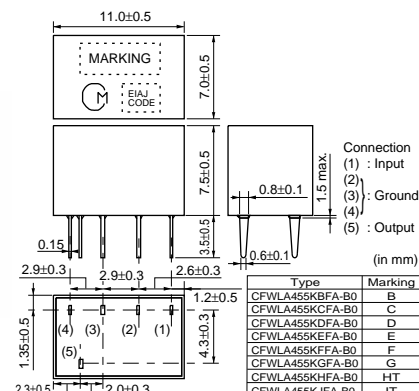 11.0±0.5
MARKING
EIAJ
CODE
7.0±0.5
7.5±0.5
3.5±0.5
0.15
2.9±0.3
2.9±0.3
2.6±0.3
1.2±0.5
0.8±0.1
1.5 max.
0.6±0.1
Connection
(1) : Input
(2)
(3) : Ground
(4)
(5) : Output
(in mm)
(4) (3) (2) (1)
(5)
1.35±0.5
4.3±0.3
2.3±0.5
2.0±0.3
Type Marking
CFWLA455KBFA-B0 B
CFWLA455KCFA-B0 C
CFWLA455KDFA-B0 D
CFWLA455KEFA-B0 E
CFWLA455KFFA-B0 F
CFWLA455KGFA-B0 G
CFWLA455KHFA-B0 HT
CFWLA455KJFA-B0 IT